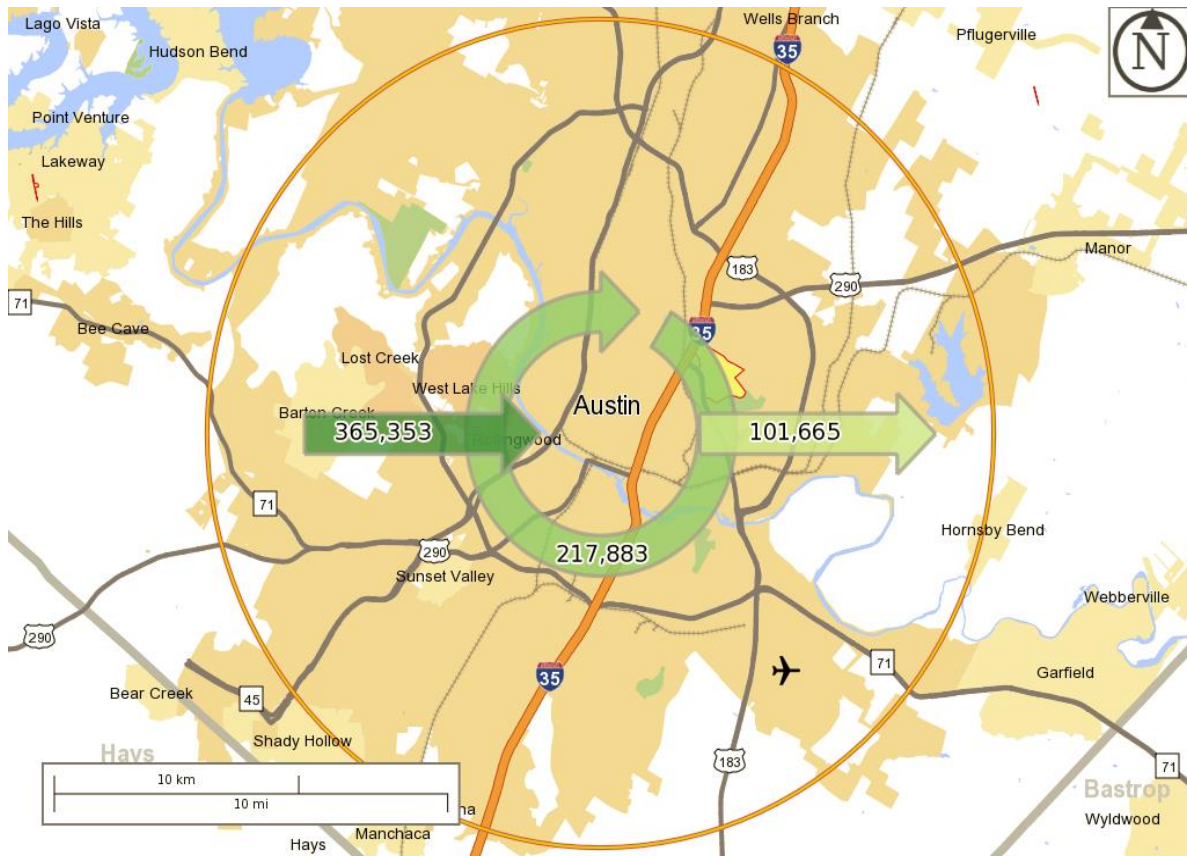 Lago Vista
Wells Branch
Hudson Bend
35
Pflugerville
N
Point Venture
Lakeway
The Hills
Manor
183
290
71
Bee Cave
35
Lost Creek
West Lake Hills
Austin
Barton Creek
365,353
Rollingwood
101,665
71
Hornsby Bend
290
217,883
Sunset Valley
Webberville
290
71
Garfield
35
Bear Creek
45
Shady Hollow
Hays
183
71
10 km
Bastrop
10 mi
na
Wyldwood
Manchaca
Hays